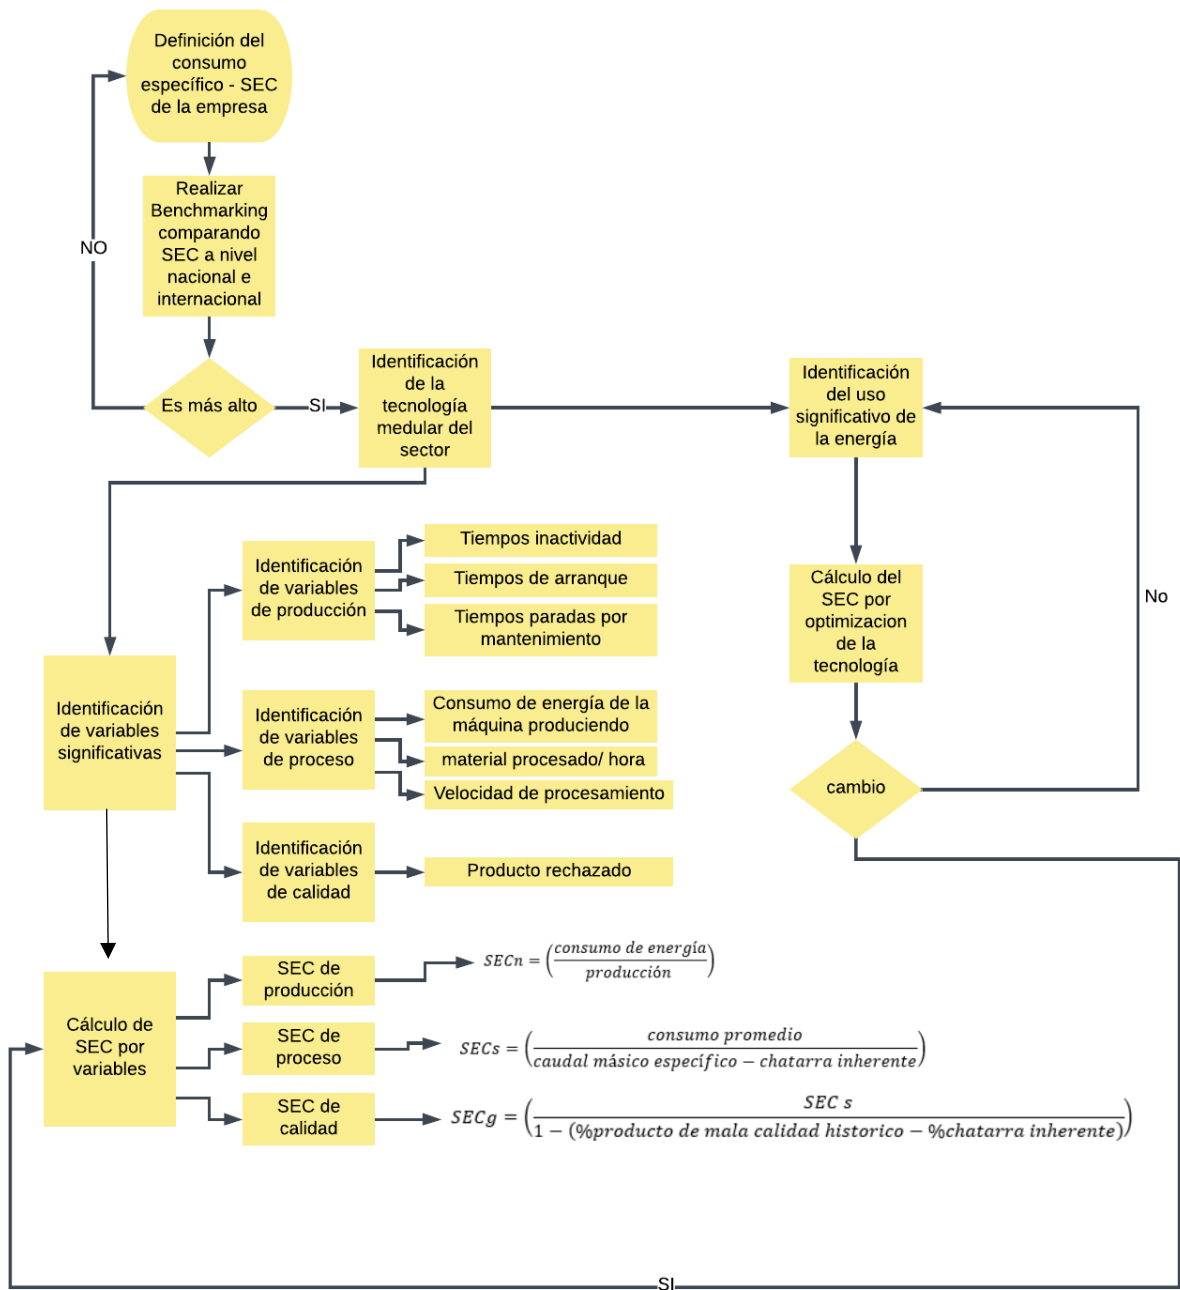 Definición del
consumo
específico - SEC
de la empresa
Realizar
Benchmarking
comparando
SEC a nivel
nacional e
internacional
NO
Es más alto
SI
Identificación
de la
tecnología
medular del
sector
Identificación
del uso
significativo de
la energía
Cálculo del
SEC por
optimizacion
de la
tecnología
No
cambio
Identificación
de variables
significativas
Identificación
de variables
de producción
Tiempos inactividad
Tiempos de arranque
Tiempos paradas por
mantenimiento
Identificación
de variables
de proceso
Consumo de energía de la
máquina produciendo
material procesado/ hora
Velocidad de procesamiento
Identificación
de variables
de calidad
Producto rechazado
Cálculo de
SEC por
variables
SEC de
producción
SECn = (consumo de energía / producción)
SEC de
proceso
SECs = (consumo promedio / caudal másico específico − chatarra inherente)
SEC de
calidad
SECg = (SEC s / 1 − (%producto de mala calidad historico − %chatarra inherente))
SI